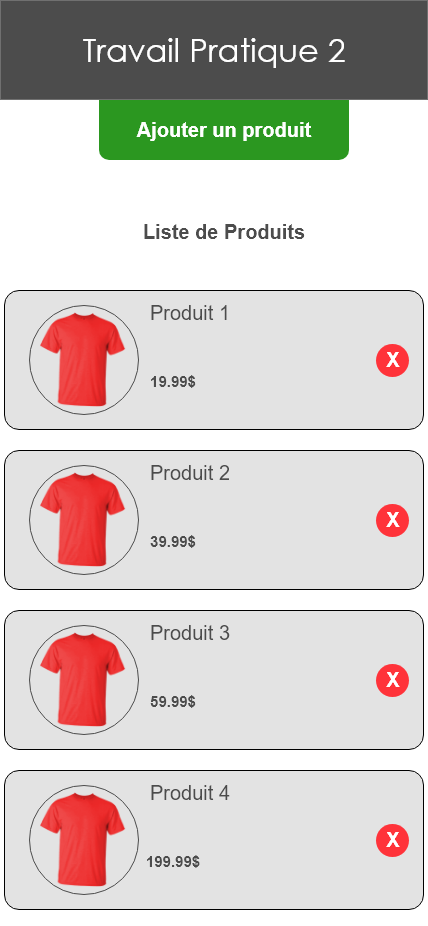 Travail Pratique 2
Ajouter un produit
Liste de Produits
Produit 1
19.99$
X
Produit 2
39.99$
X
Produit 3
59.99$
X
Produit 4
199.99$
X